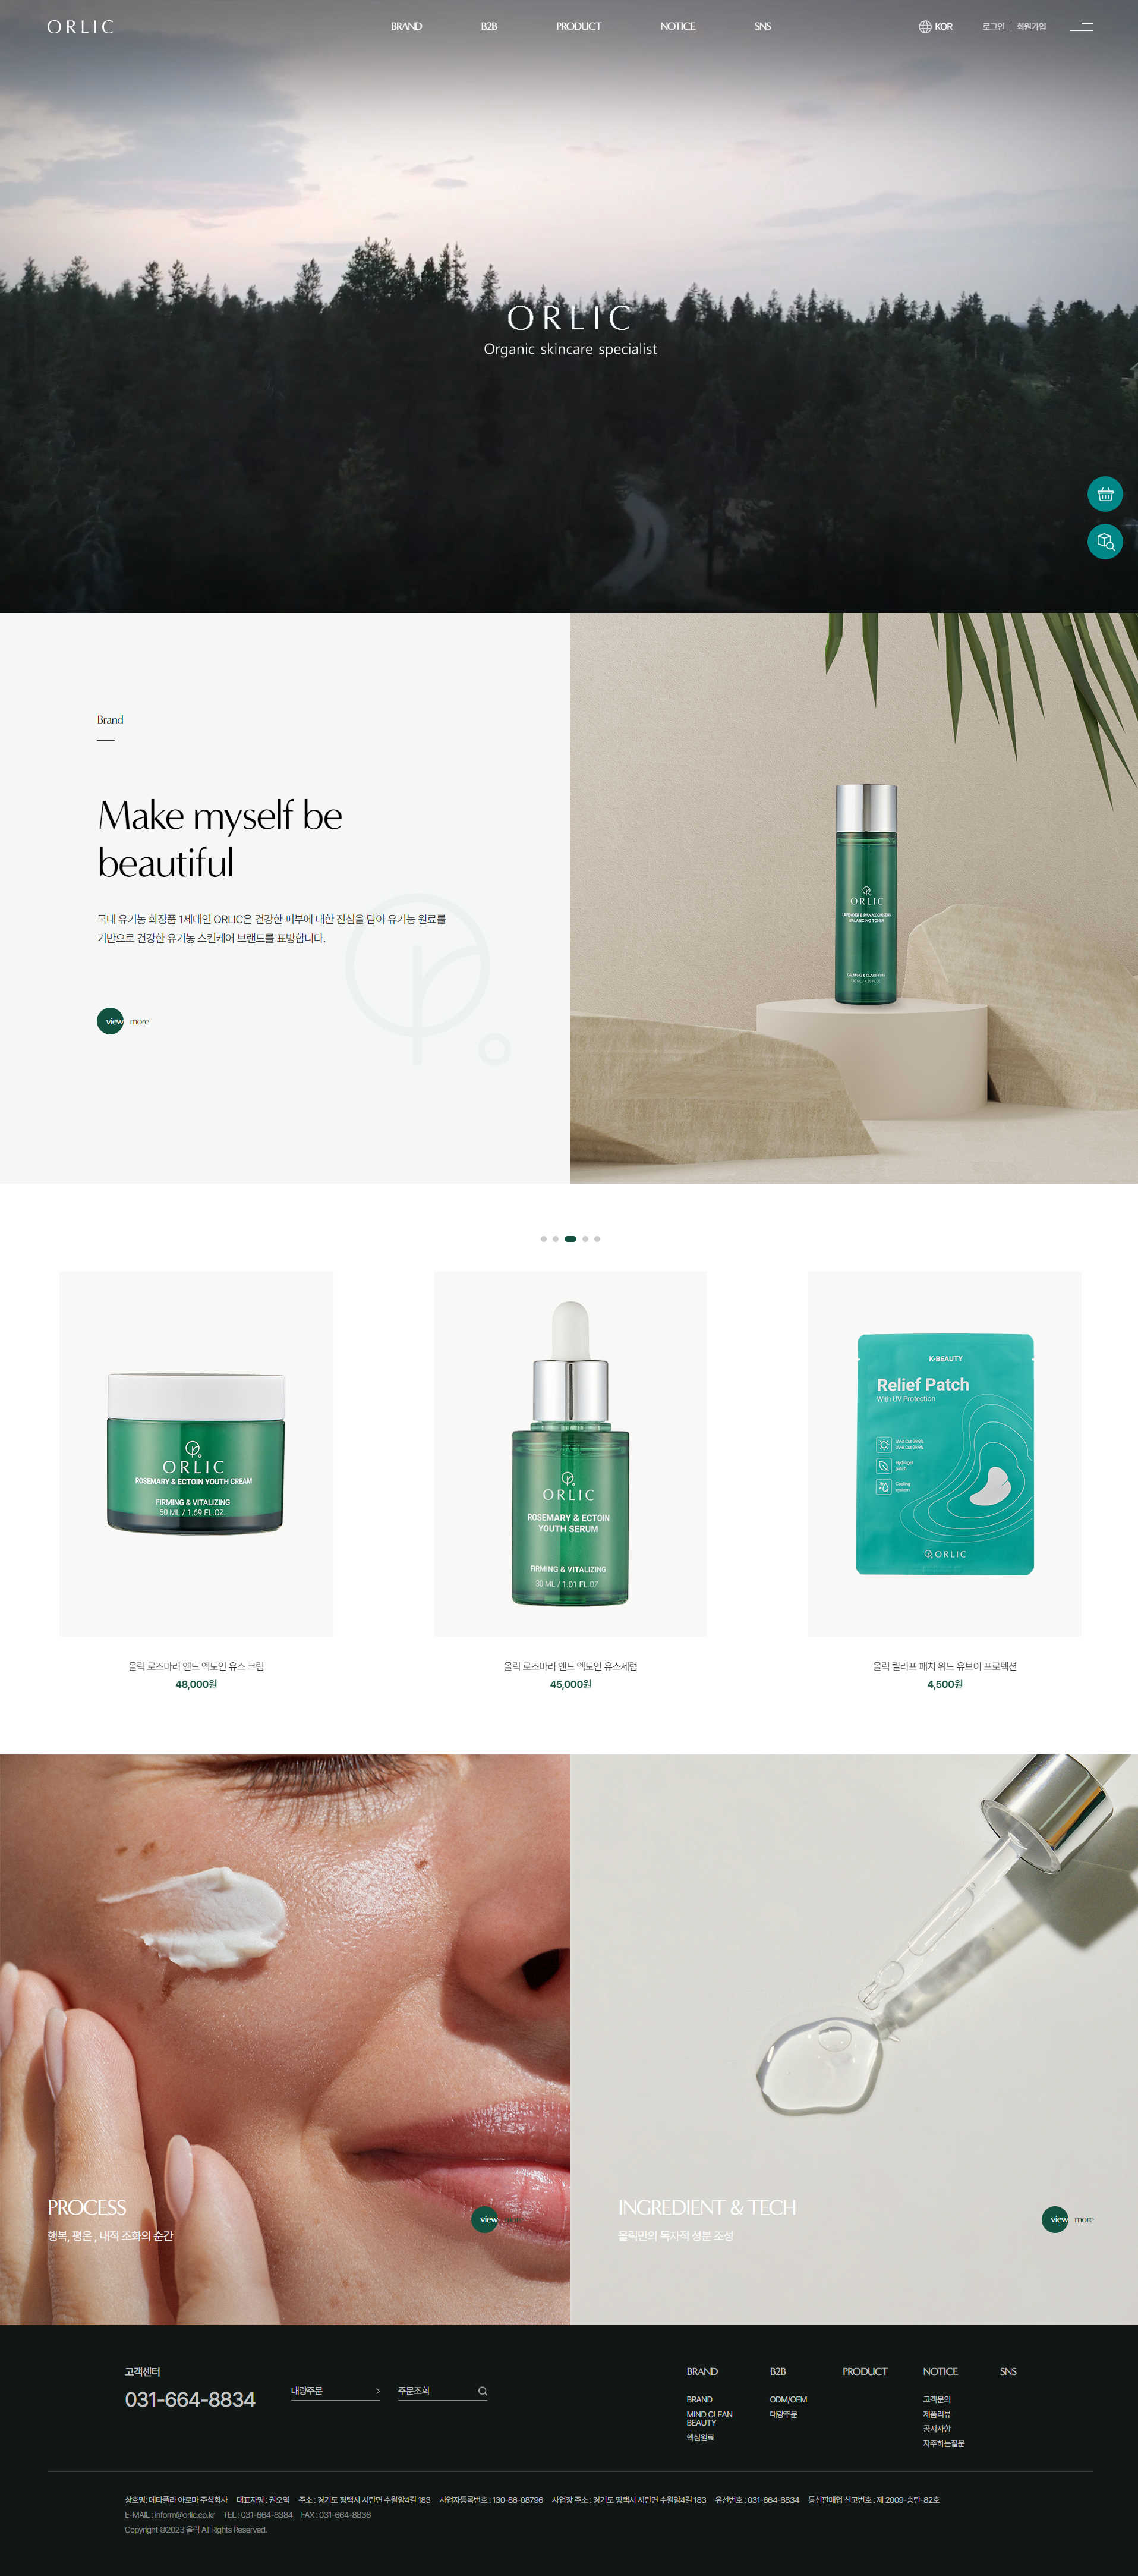 ORLIC
BRAND
B2B
PRODUCT
NOTICE
SNS
KOR
로그인 | 회원가입
ORLIC
Organic skincare specialist
Brand
Make myself be
beautiful
국내 유기농 화장품 1세대인 ORLIC은 건강한 피부에 대한 진심을 담아 유기농 원료를
기반으로 건강한 유기농 스킨케어 브랜드를 표방합니다.
view more
ORLIC
LAVENDER & PANAX GINSENG
BALANCING TONER
CALMING & CLARIFYING
ORLIC
ROSEMARY & ECTOIN YOUTH CREAM
FIRMING & VITALIZING
50 ML / 1.69 FL.OZ.
ORLIC
ROSEMARY & ECTOIN
YOUTH SERUM
FIRMING & VITALIZING
30 ML / 1.01 FL.OZ.
K-BEAUTY
Relief Patch
With UV Protection
UV-A Cut 99.9%
UV-B Cut 99.9%
Hydrogel
patch
Cooling
system
ORLIC
올릭 로즈마리 앤드 엑토인 유스 크림
48,000원
올릭 로즈마리 앤드 엑토인 유스세럼
45,000원
올릭 릴리프 패치 위드 유브이 프로텍션
4,500원
PROCESS
행복, 평온 , 내적 조화의 순간
view
INGREDIENT & TECH
올릭만의 독자적 성분 조성
view more
고객센터
031-664-8834
대량주문
주문조회
BRAND
BRAND
MIND CLEAN
BEAUTY
핵심원료
B2B
ODM/OEM
대량주문
PRODUCT
NOTICE
고객문의
제품리뷰
공지사항
자주하는질문
SNS
상호명: 메타폴라 아로마 주식회사 대표자명 : 권오역 주소 : 경기도 평택시 서탄면 수월암4길 183 사업자등록번호 : 130-86-08796 사업장 주소 : 경기도 평택시 서탄면 수월암4길 183 유선번호 : 031-664-8834 통신판매업 신고번호 : 제 2009-송탄-82호
E-MAIL : inform@orlic.co.kr TEL : 031-664-8384 FAX : 031-664-8836
Copyright ©2023 올릭 All Rights Reserved.